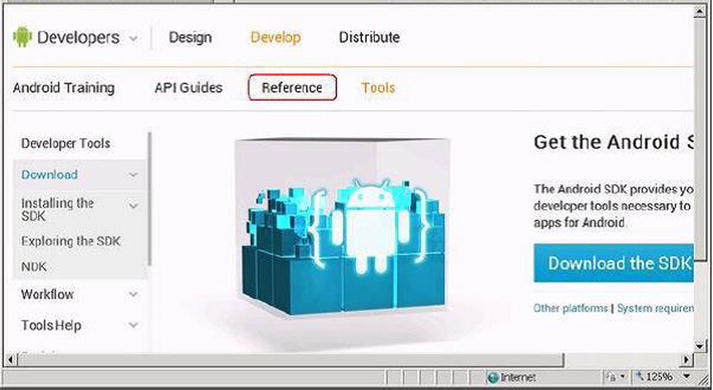 Developers Design Develop Distribute
Android Training API Guides Reference Tools
Developer Tools
Download
Installing the
SDK
Exploring the SDK
NDK
Workflow
Tools Help
Get the Android S
The Android SDK provides yo
developer tools necessary to
apps for Android.
Download the SDK
Other platforms | System requiren
Internet 125%